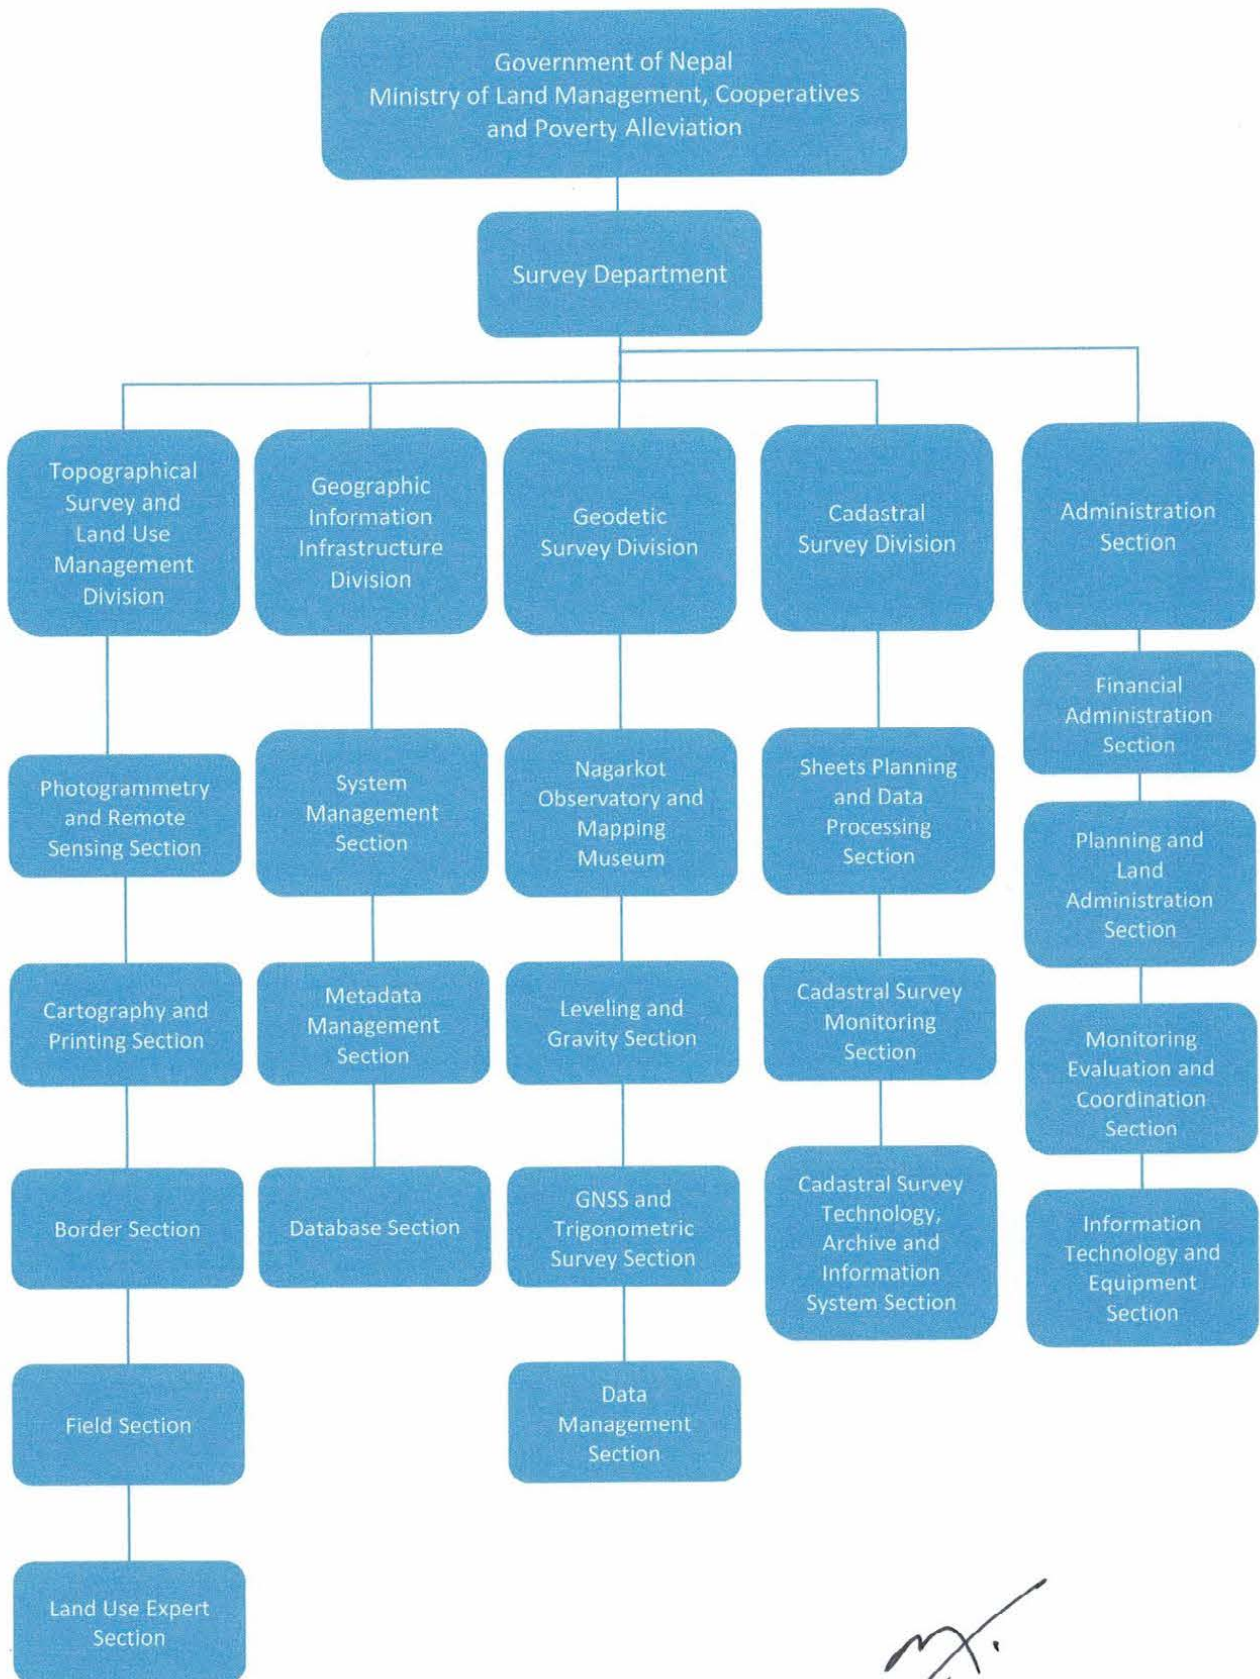 Government of Nepal
Ministry of Land Management, Cooperatives
and Poverty Alleviation
Survey Department
Topographical
Survey and
Land Use
Management
Division
Geographic
Information
Infrastructure
Division
Geodetic
Survey Division
Cadastral
Survey Division
Administration
Section
Photogrammetry
and Remote
Sensing Section
Cartography and
Printing Section
Border Section
Field Section
Land Use Expert
Section
System
Management
Section
Metadata
Management
Section
Database Section
Nagarkot
Observatory and
Mapping
Museum
Leveling and
Gravity Section
GNSS and
Trigonometric
Survey Section
Data
Management
Section
Sheets Planning
and Data
Processing
Section
Cadastral Survey
Monitoring
Section
Cadastral Survey
Technology,
Archive and
Information
System Section
Financial
Administration
Section
Planning and
Land
Administration
Section
Monitoring
Evaluation and
Coordination
Section
Information
Technology and
Equipment
Section